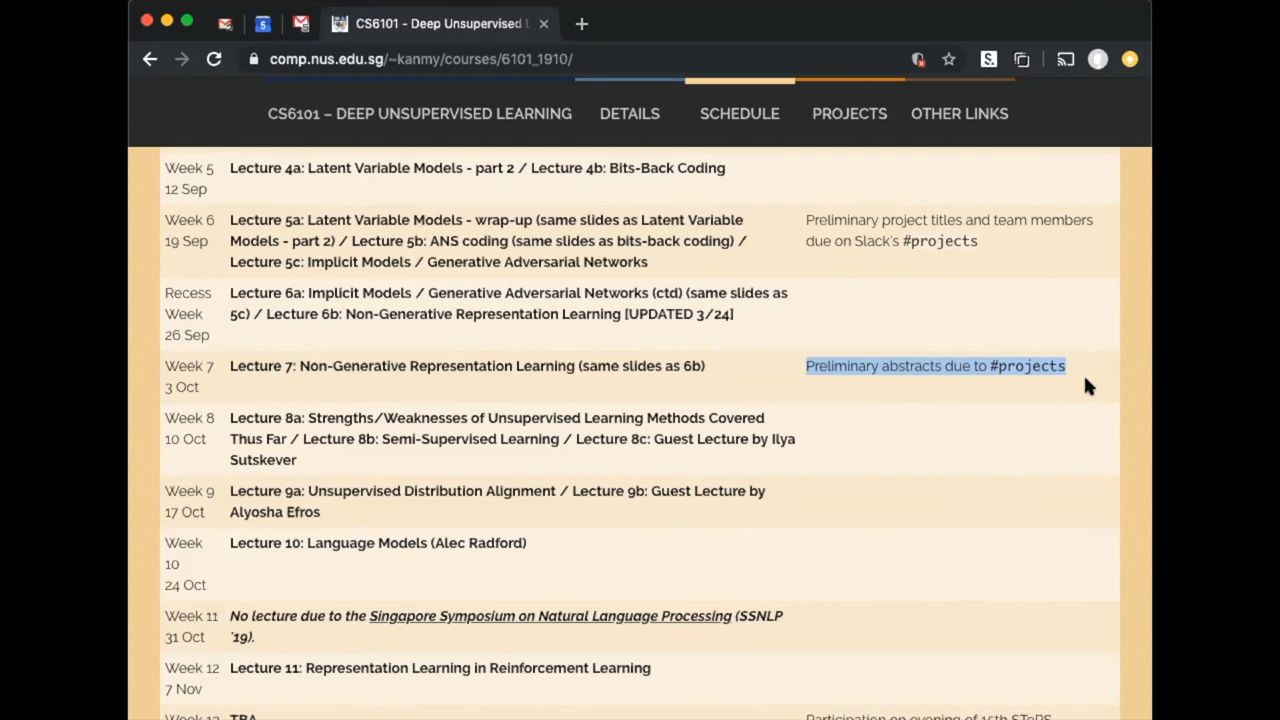 5
CS6101 - Deep Unsupervised L
comp.nus.edu.sg/~kanmy/courses/6101_1910/
CS6101 – DEEP UNSUPERVISED LEARNING DETAILS SCHEDULE PROJECTS OTHER LINKS
Week 5 Lecture 4a: Latent Variable Models - part 2 / Lecture 4b: Bits-Back Coding
12 Sep
Week 6 Lecture 5a: Latent Variable Models - wrap-up (same slides as Latent Variable Preliminary project titles and team members
19 Sep Models - part 2) / Lecture 5b: ANS coding (same slides as bits-back coding) / due on Slack's #projects
Lecture 5c: Implicit Models / Generative Adversarial Networks
Recess Lecture 6a: Implicit Models / Generative Adversarial Networks (ctd) (same slides as
Week 5c) / Lecture 6b: Non-Generative Representation Learning [UPDATED 3/24]
26 Sep
Week 7 Lecture 7: Non-Generative Representation Learning (same slides as 6b) Preliminary abstracts due to #projects
3 Oct
Week 8 Lecture 8a: Strengths/Weaknesses of Unsupervised Learning Methods Covered
10 Oct Thus Far / Lecture 8b: Semi-Supervised Learning / Lecture 8c: Guest Lecture by Ilya
Sutskever
Week 9 Lecture 9a: Unsupervised Distribution Alignment / Lecture 9b: Guest Lecture by
17 Oct Alyosha Efros
Week Lecture 10: Language Models (Alec Radford)
10
24 Oct
Week 11 No lecture due to the Singapore Symposium on Natural Language Processing (SSNLP
31 Oct '19).
Week 12 Lecture 11: Representation Learning in Reinforcement Learning
7 Nov
Week 13 TBA Participation on evening of 15th STePS